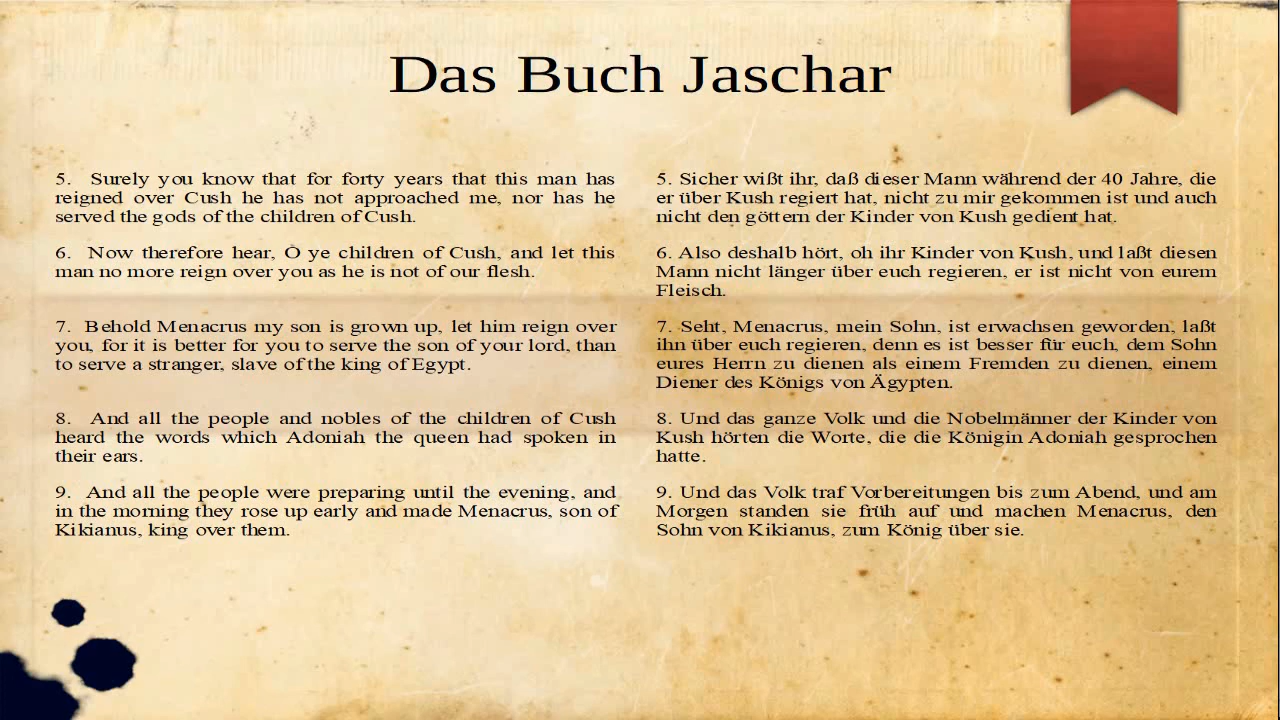 Das Buch Jaschar
5. Surely you know that for forty years that this man has
reigned over Cush he has not approached me, nor has he
served the gods of the children of Cush.
6. Now therefore hear, O ye children of Cush, and let this
man no more reign over you as he is not of our flesh.
7. Behold Menacrus my son is grown up, let him reign over
you, for it is better for you to serve the son of your lord, than
to serve a stranger, slave of the king of Egypt.
8. And all the people and nobles of the children of Cush
heard the words which Adoniah the queen had spoken in
their ears.
9. And all the people were preparing until the evening, and
in the morning they rose up early and made Menacrus, son of
Kikianus, king over them.
5. Sicher wißt ihr, daß dieser Mann während der 40 Jahre, die
er über Kush regiert hat, nicht zu mir gekommen ist und auch
nicht den göttern der Kinder von Kush gedient hat.
6. Also deshalb hört, oh ihr Kinder von Kush, und laßt diesen
Mann nicht länger über euch regieren, er ist nicht von eurem
Fleisch.
7. Seht, Menacrus, mein Sohn, ist erwachsen geworden, laßt
ihn über euch regieren, denn es ist besser für euch, dem Sohn
eures Herrn zu dienen als einem Fremden zu dienen, einem
Diener des Königs von Ägypten.
8. Und das ganze Volk und die Nobelmänner der Kinder von
Kush hörten die Worte, die die Königin Adoniah gesprochen
hatte.
9. Und das Volk traf Vorbereitungen bis zum Abend, und am
Morgen standen sie früh auf und machen Menacrus, den
Sohn von Kikianus, zum König über sie.